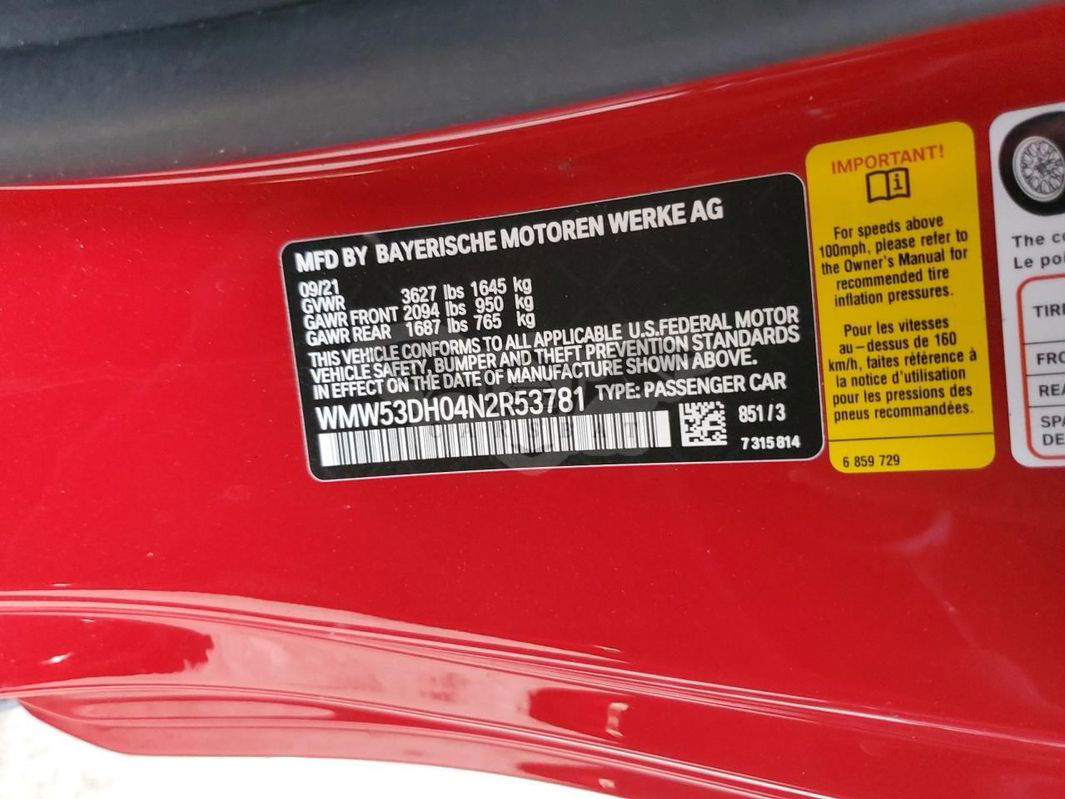 MFD BY BAYERISCHE MOTOREN WERKE AG
09/21
GVWR 3627 lbs 1645 kg
GAWR FRONT 2094 lbs 950 kg
GAWR REAR 1687 lbs 765 kg
THIS VEHICLE CONFORMS TO ALL APPLICABLE U.S.FEDERAL MOTOR
VEHICLE SAFETY, BUMPER AND THEFT PREVENTION STANDARDS
IN EFFECT ON THE DATE OF MANUFACTURE SHOWN ABOVE.
WMW53DH04N2R53781 TYPE: PASSENGER CAR
851/3
7315814
IMPORTANT!
For speeds above
100mph, please refer to
the Owner's Manual for
recommended tire
inflation pressures.
Pour les vitesses
au-dessus de 160
km/h, faites référence à
la notice d'utilisation
pour les pressions des
pneus recommandées.
6 859 729
The
Le
TIRE